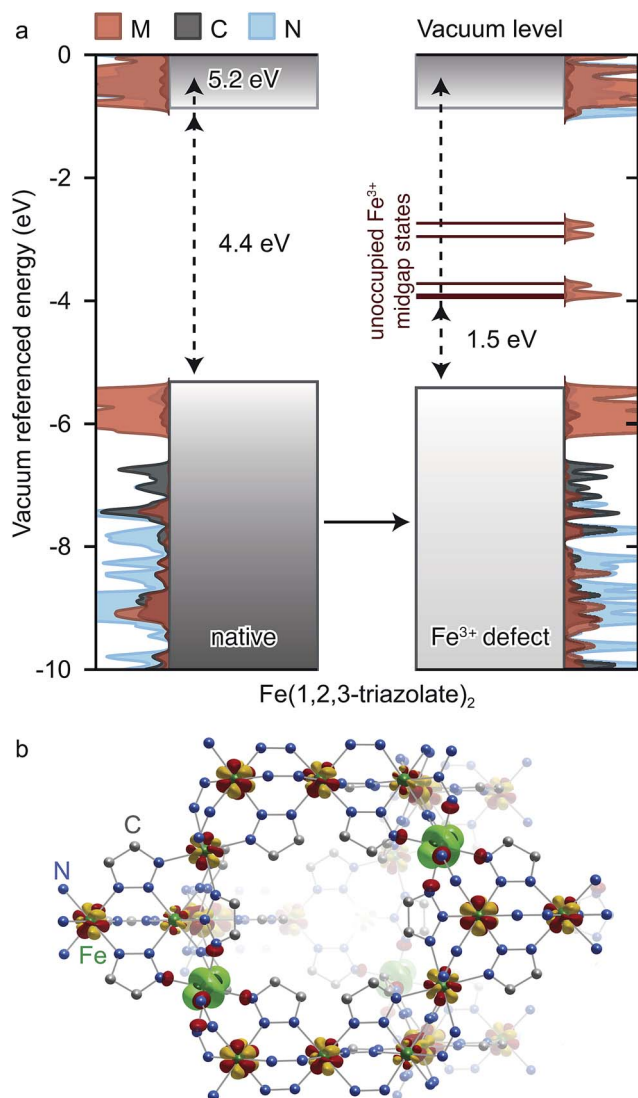 a
M C N
Vacuum level
0
-2
-4
-6
-8
-10
Vacuum referenced energy (eV)
5.2 eV
4.4 eV
unoccupied Fe³⁺
midgap states
1.5 eV
native
Fe³⁺ defect
Fe(1,2,3-triazolate)₂
b
C
N
Fe